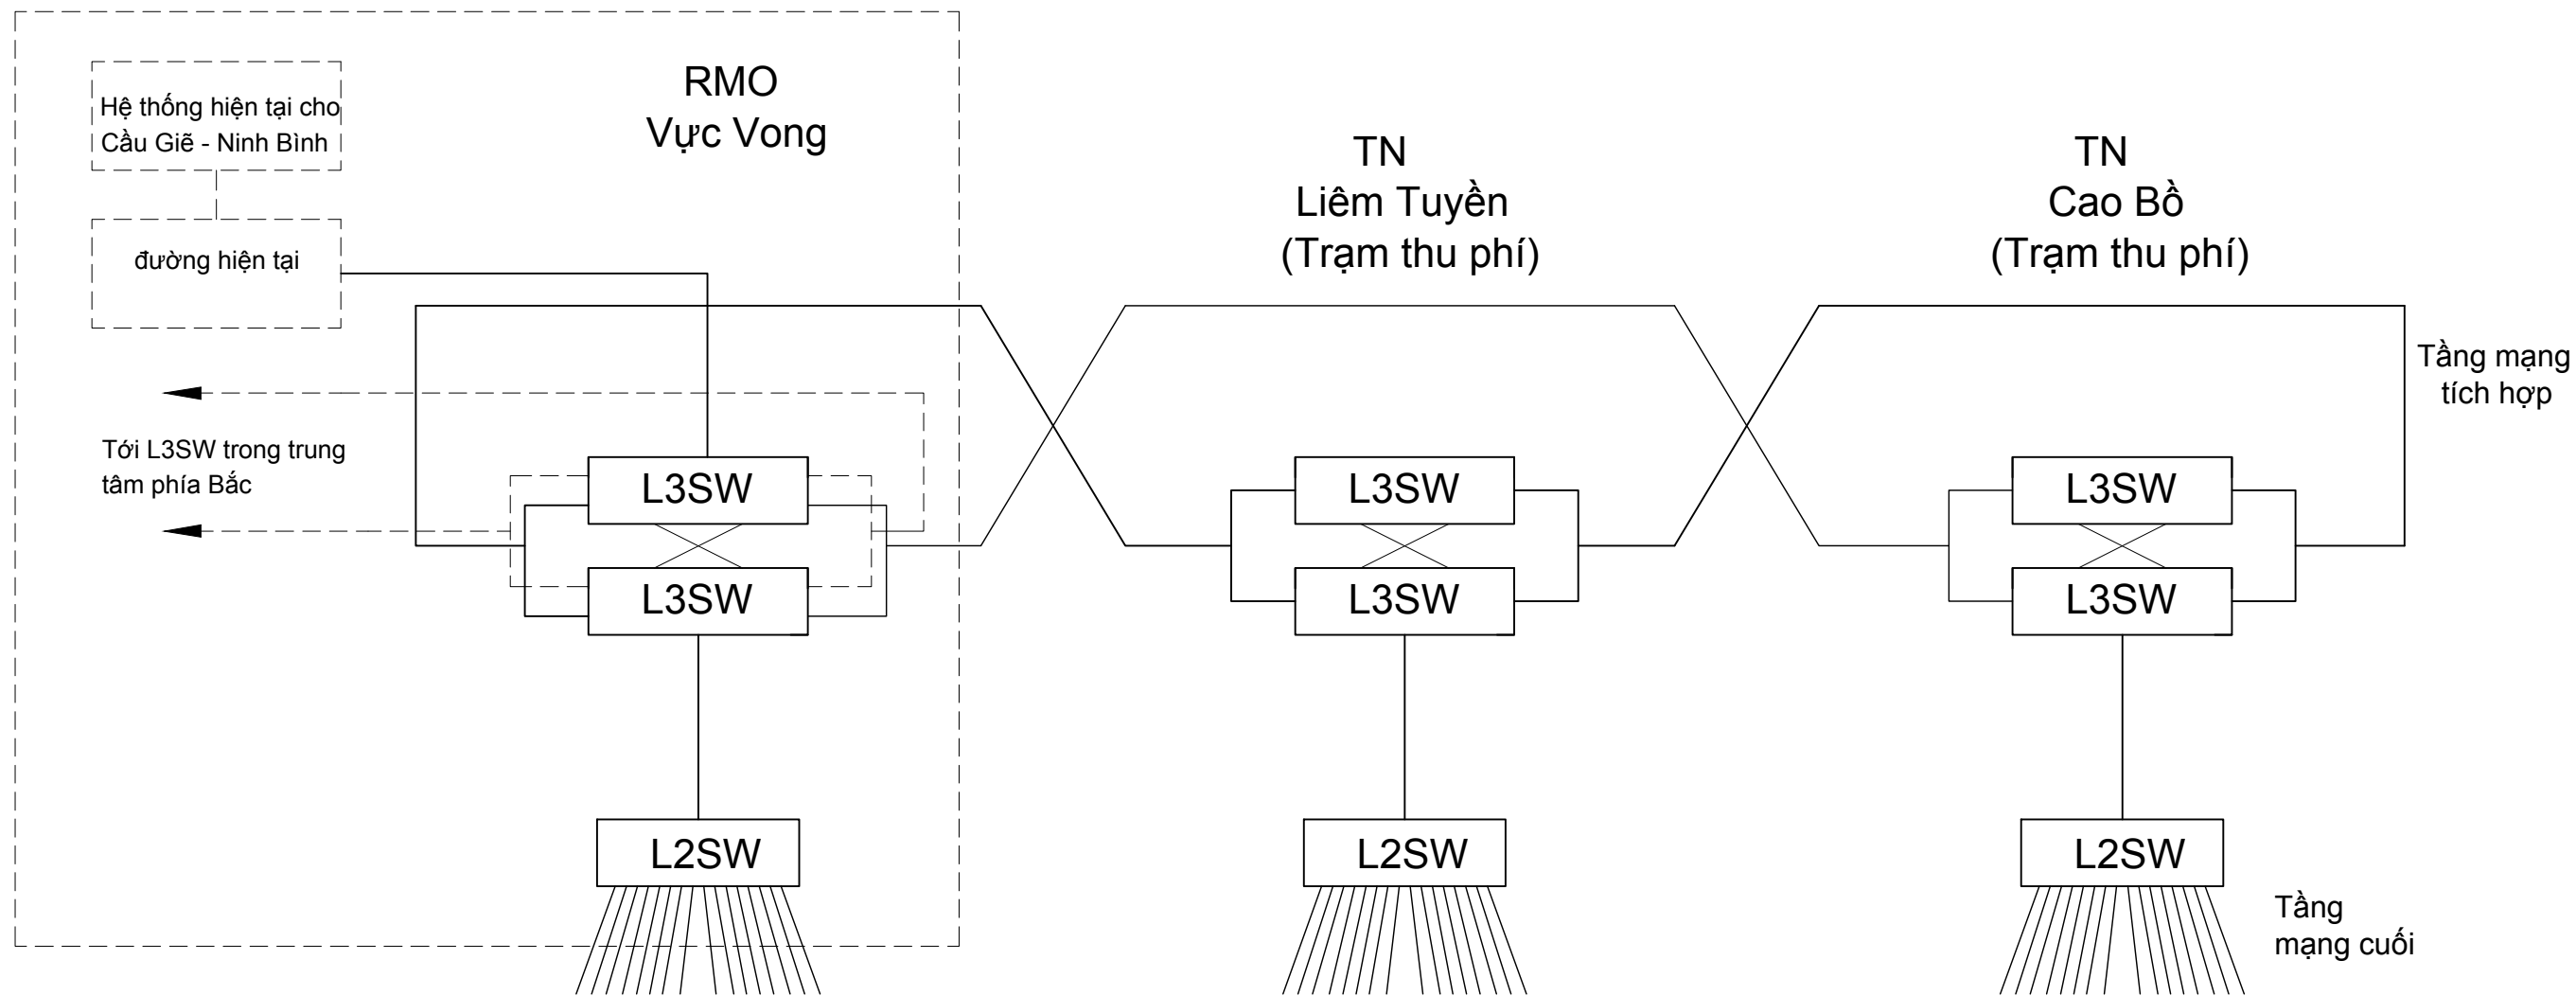 Hệ thống hiện tại cho
Cầu Giẽ - Ninh Bình
đường hiện tại
RMO
Vực Vong
TN
Liêm Tuyền
(Trạm thu phí)
TN
Cao Bồ
(Trạm thu phí)
Tầng mạng
tích hợp
Tới L3SW trong trung
tâm phía Bắc
L3SW
L3SW
L3SW
L3SW
L3SW
L3SW
L2SW
L2SW
L2SW
Tầng
mạng cuối